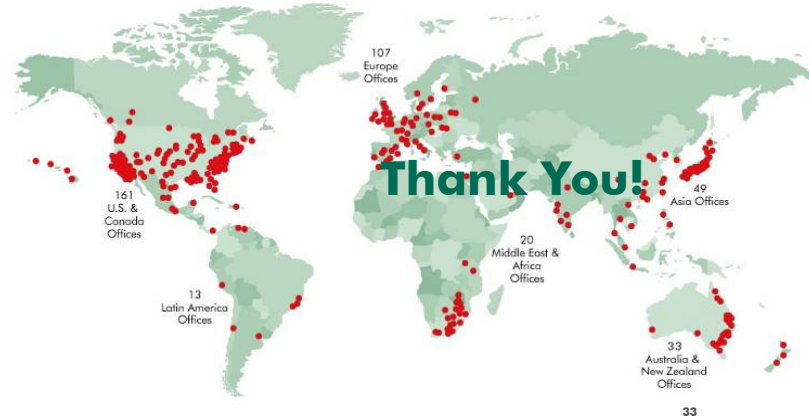 107
Europe
Offices
Thank You!
161
U.S. &
Canada
Offices
49
Asia Offices
20
Middle East &
Africa
Offices
13
Latin America
Offices
33
Australia &
New Zealand
Offices
33